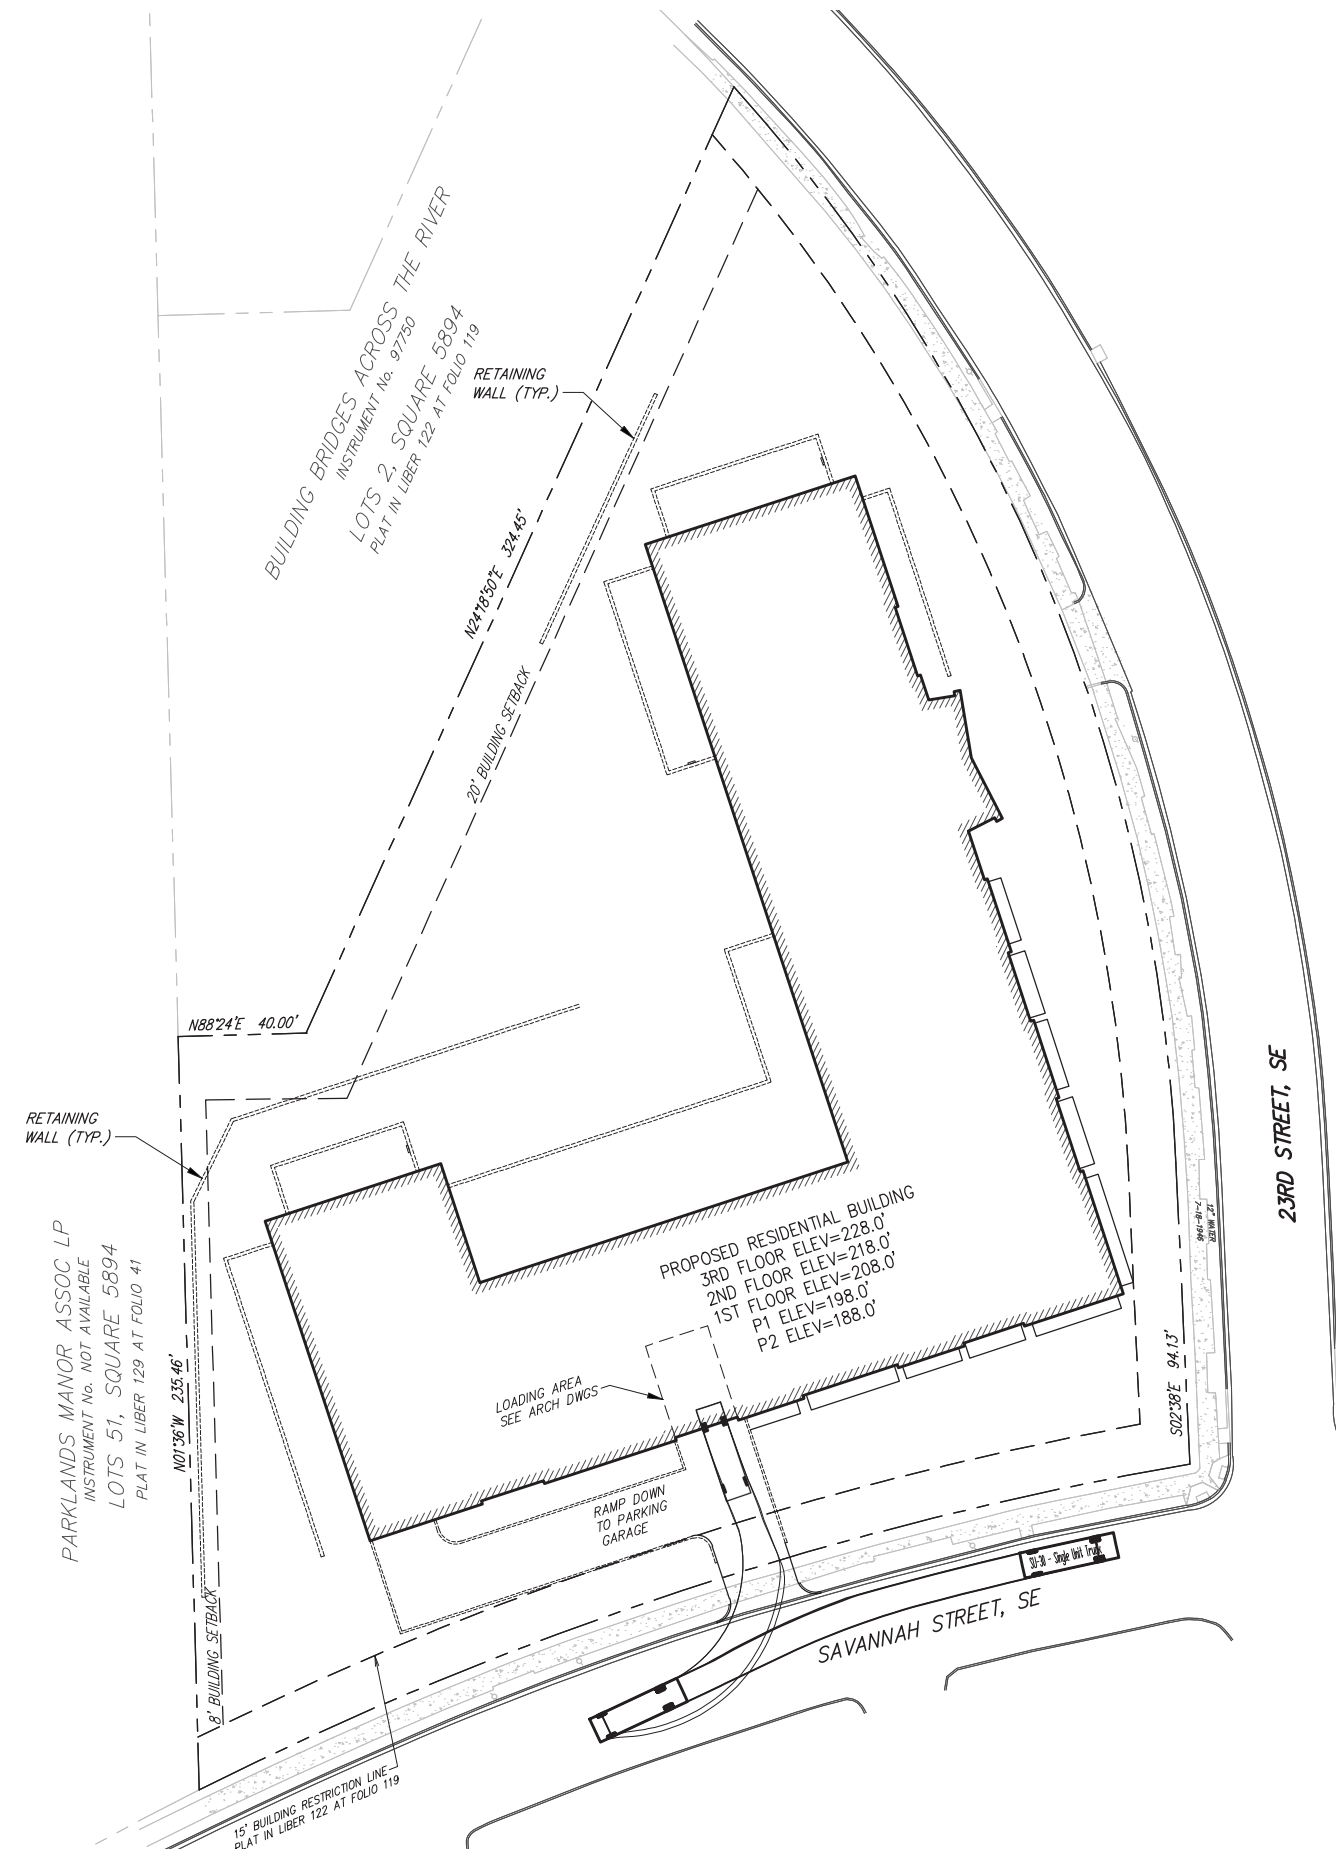 BUILDING BRIDGES ACROSS THE RIVER
INSTRUMENT No. 97750
LOTS 2, SQUARE 5894
PLAT IN LIBER 122 AT FOLIO 119
RETAINING
WALL (TYP.)
N24°18'50"E 324.45'
20' BUILDING SETBACK
N88°24'E 40.00'
RETAINING
WALL (TYP.)
PARKLANDS MANOR ASSOC LP
INSTRUMENT No. NOT AVAILABLE
LOTS 51, SQUARE 5894
PLAT IN LIBER 129 AT FOLIO 41
N01°36'W 235.46'
8' BUILDING SETBACK
PROPOSED RESIDENTIAL BUILDING
3RD FLOOR ELEV=228.0'
2ND FLOOR ELEV=218.0'
1ST FLOOR ELEV=208.0'
P1 ELEV=198.0'
P2 ELEV=188.0'
LOADING AREA
SEE ARCH DWGS
RAMP DOWN
TO PARKING
GARAGE
23RD STREET, SE
12" WATER
7-18-1946
S02°38'E 94.13'
SU-30 - Single Unit Truck
SAVANNAH STREET, SE
15' BUILDING RESTRICTION LINE
PLAT IN LIBER 122 AT FOLIO 119